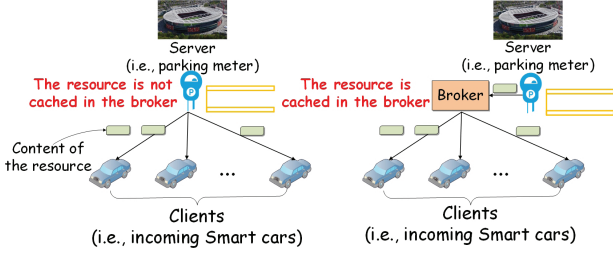 Server
(i.e., parking meter)
The resource is not
cached in the broker
P
Content of
the resource
...
Clients
(i.e., incoming Smart cars)
Server
(i.e., parking meter)
The resource is
cached in the broker
Broker
P
...
Clients
(i.e., incoming Smart cars)